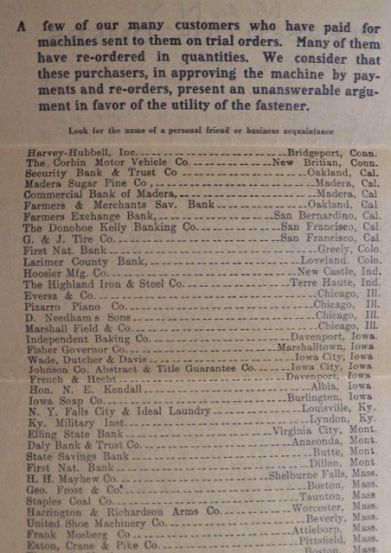 A few of our many customers who have paid for
machines sent to them on trial orders. Many of them
have re-ordered in quantities. We consider that
these purchasers, in approving the machine by pay-
ments and re-orders, present an unanswerable argu-
ment in favor of the utility of the fastener.
Look for the name of a personal friend or business acquaintance
Harvey-Hubbell, Inc. Bridgeport, Conn.
The Corbin Motor Vehicle Co. New Britian, Conn.
Security Bank & Trust Co Oakland, Cal.
Madera Sugar Pine Co, Madera, Cal.
Commercial Bank of Madera, Madera, Cal
Farmers & Merchants Sav. Bank Oakland, Cal
Farmers Exchange Bank, San Bernardino, Cal.
The Donohoe Kelly Banking Co. San Francisco, Cal.
G. & J. Tire Co. San Francisco, Cal.
First Nat. Bank Greely, Colo.
Larimer County Bank, Loveland. Colo.
Hoosier Mfg. Co. New Castle, Ind.
The Highland Iron & Steel Co. Terre Haute, Ind.
Eversz & Co. Chicago, Ill.
Pizarro Piano Co. Chicago, Ill.
D. Needham s Sons Chicago, Ill.
Marshall Field & Co. Chicago, Ill.
Independent Baking Co. Davenport, Iowa.
Fisher Governor Co. Marshalltown, Iowa
Wade, Dutcher & Davis Iowa City, Iowa
Johnson Co. Abstract & Title Guarantee Co. Iowa City, Iowa
French & Hecht Davenport, Iowa
Hon. N. E. Kendall Albia, Iowa
Iowa Soap Co. Burlington, Iowa
N. Y. Falls City & Ideal Laundry Louisville, Ky.
Ky. Military Inst. Lyndon, Ky.
Elling State Bank Virginia City, Mont.
Daly Bank & Trust Co. Anaconda, Mont.
State Savings Bank Butte, Mont.
First Nat. Bank Dillon, Mont.
H. H. Mayhew Co. Shelburne Falls, Mass.
Geo. Frost & Co. Boston, Mass.
Staples Coal Co. Taunton, Mass.
Harrington & Richardson Arms Co. Worcester, Mass.
United Shoe Machinery Co. Beverly, Mass.
Frank Mosberg Co Attleboro, Mass.
Eaton, Crane & Pike Co. Pittsfield, Mass.